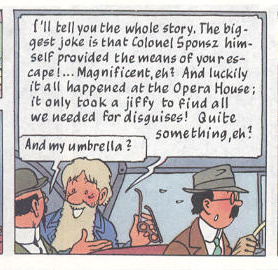 I'll tell you the whole story. The big-
gest joke is that Colonel Sponsz him-
self provided the means of your es-
cape!... Magnificent, eh? And luckily
it all happened at the Opera House;
it only took a jiffy to find all
we needed for disguises! Quite
something, eh?
And my umbrella?